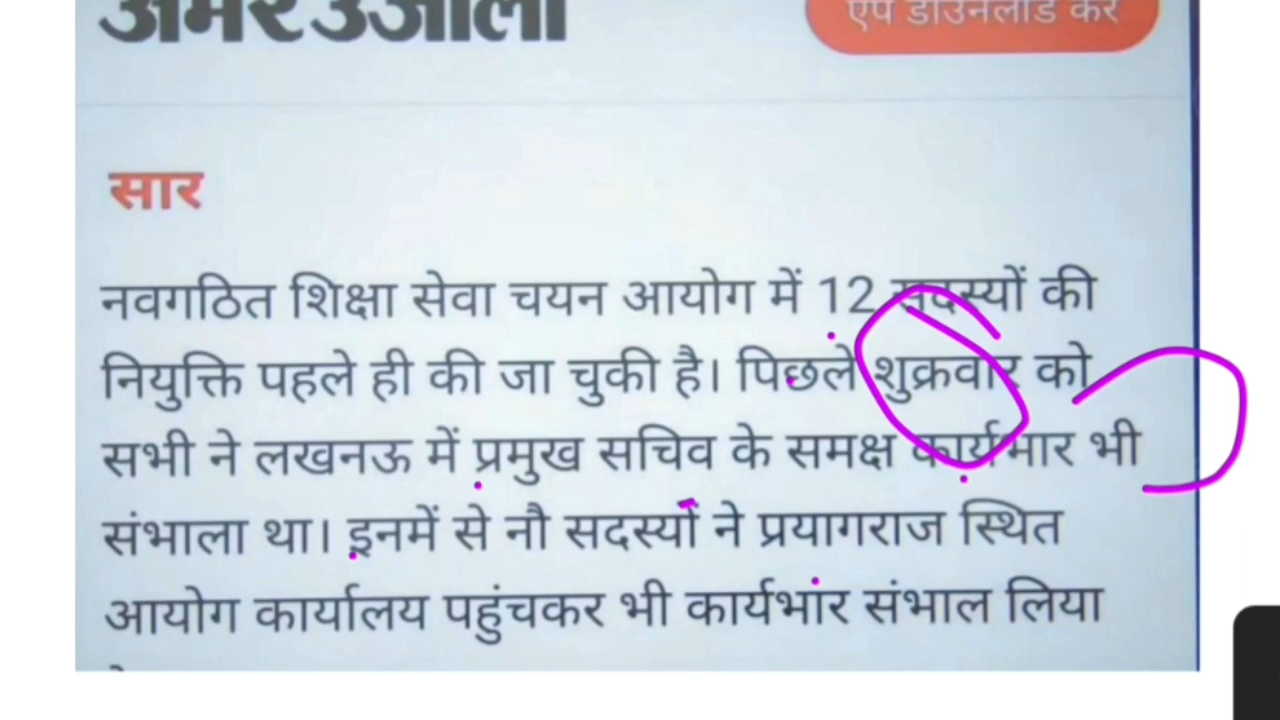 अमर उजाला
ऐप डाउनलोड करें
सार
नवगठित शिक्षा सेवा चयन आयोग में 12 सदस्यों की
नियुक्ति पहले ही की जा चुकी है। पिछले शुक्रवार को
सभी ने लखनऊ में प्रमुख सचिव के समक्ष कार्यभार भी
संभाला था। इनमें से नौ सदस्यों ने प्रयागराज स्थित
आयोग कार्यालय पहुंचकर भी कार्यभार संभाल लिया